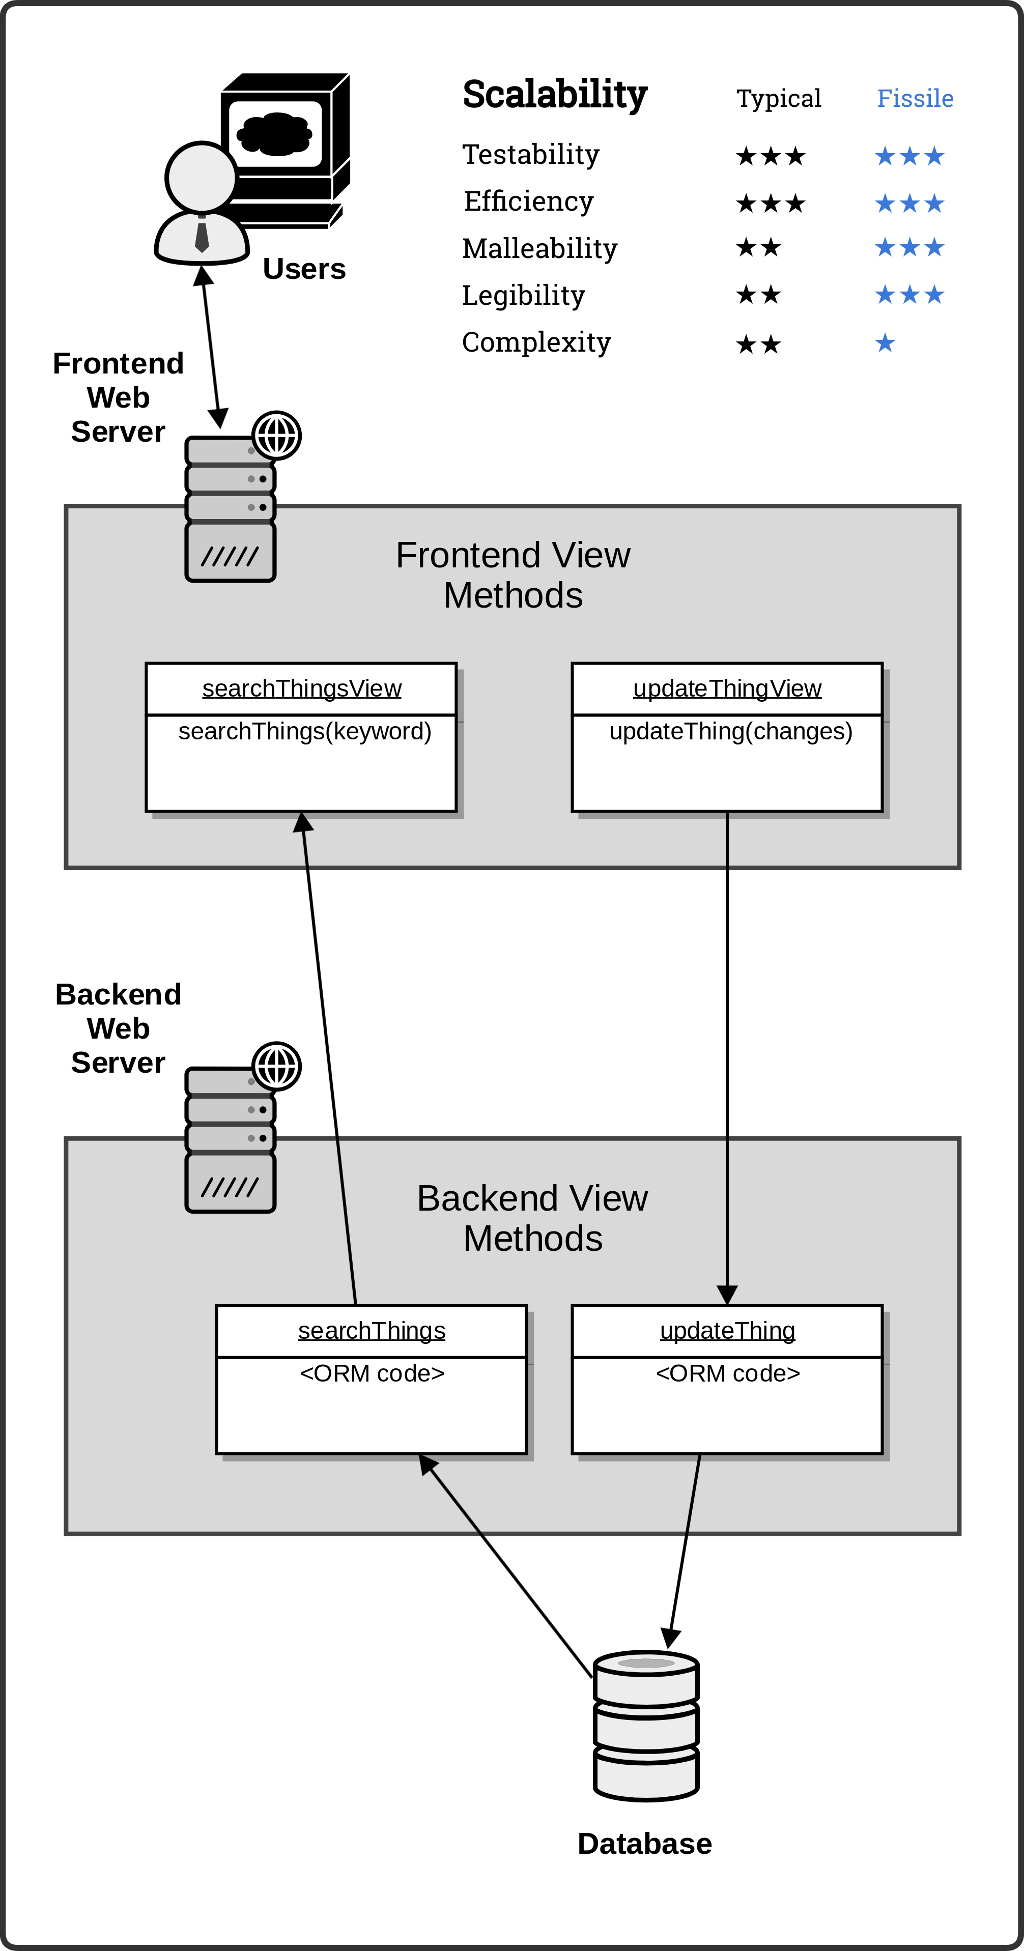 Scalability Typical Fissile
Testability ★★★ ★★★
Efficiency ★★★ ★★★
Malleability ★★ ★★★
Legibility ★★ ★★★
Complexity ★★ ★
Users
Frontend
Web
Server
Frontend View
Methods
searchThingsView
searchThings(keyword)
updateThingView
updateThing(changes)
Backend
Web
Server
Backend View
Methods
searchThings
<ORM code>
updateThing
<ORM code>
Database